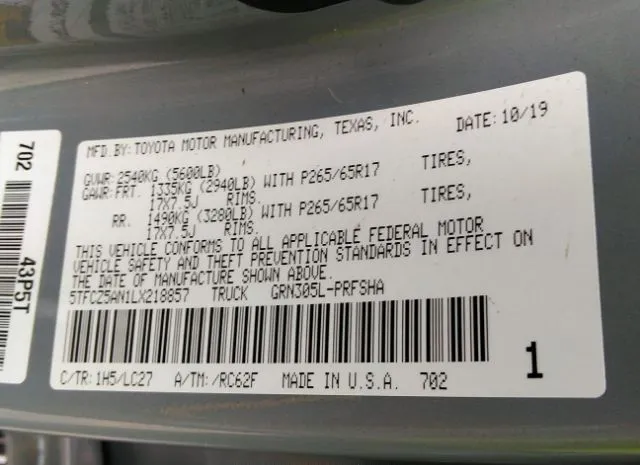 MFD.BY:TOYOTA MOTOR MANUFACTURING, TEXAS, INC. DATE:10/19
GVWR: 2540KG (5600LB)
GAWR: FRT. 1335KG (2940LB) WITH P265/65R17 TIRES,
17X7.5J RIMS.
RR. 1490KG (3280LB) WITH P265/65R17 TIRES,
17X7.5J RIMS.
THIS VEHICLE CONFORMS TO ALL APPLICABLE FEDERAL MOTOR
VEHICLE SAFETY AND THEFT PREVENTION STANDARDS IN EFFECT ON
THE DATE OF MANUFACTURE SHOWN ABOVE.
5TFCZ5AN1LX218857 TRUCK GRN305L-PRFSHA
C/TR: 1H5/LC27 A/TM: /RC62F MADE IN U.S.A. 702
1
702
43P5T